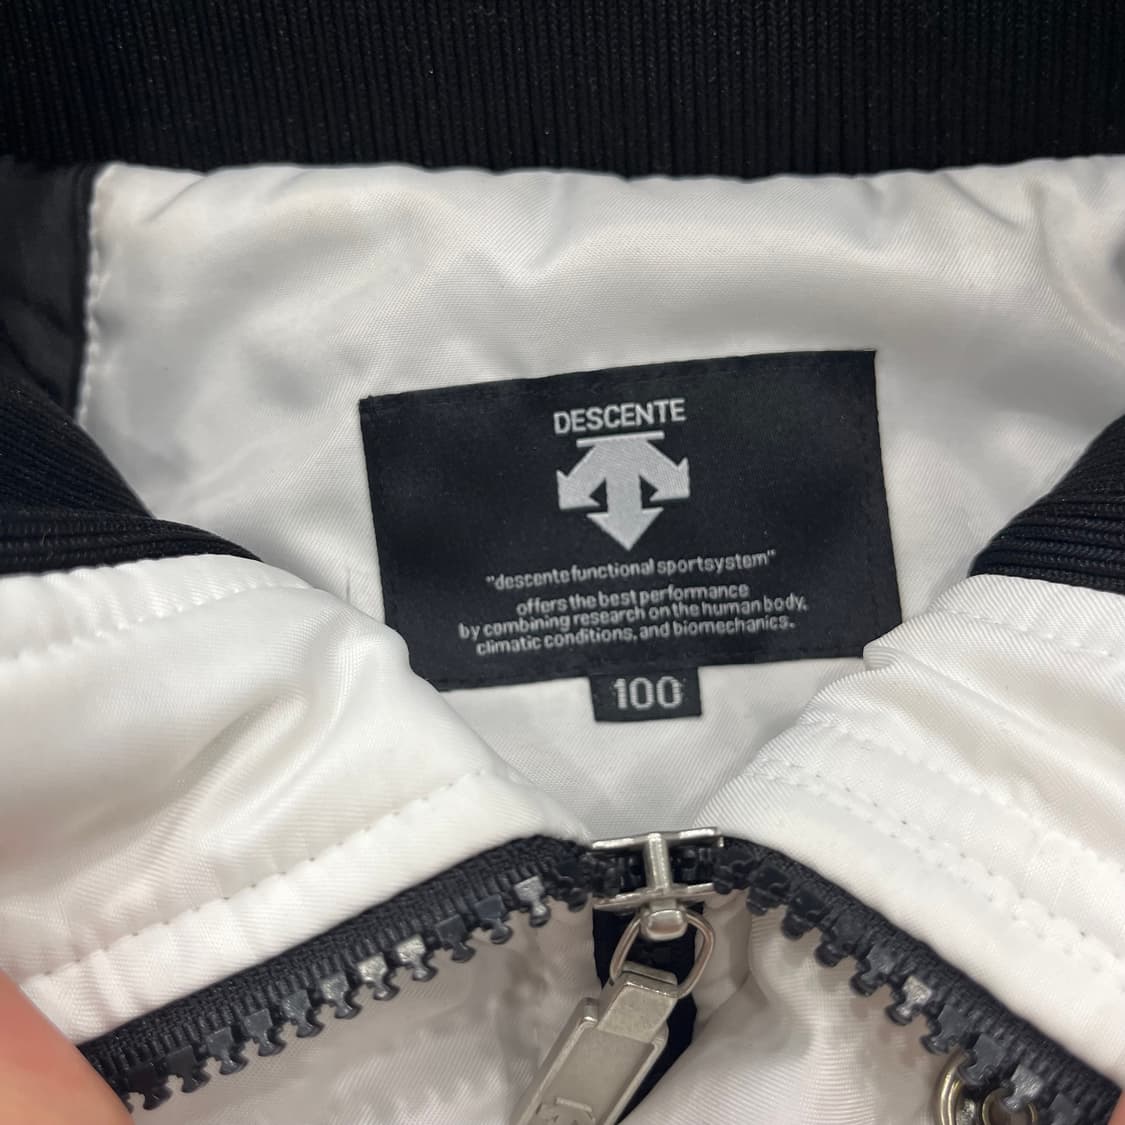 DESCENTE
"descente functional sportsystem"
offers the best performance
by combining research on the human body,
climatic conditions, and biomechanics.
100